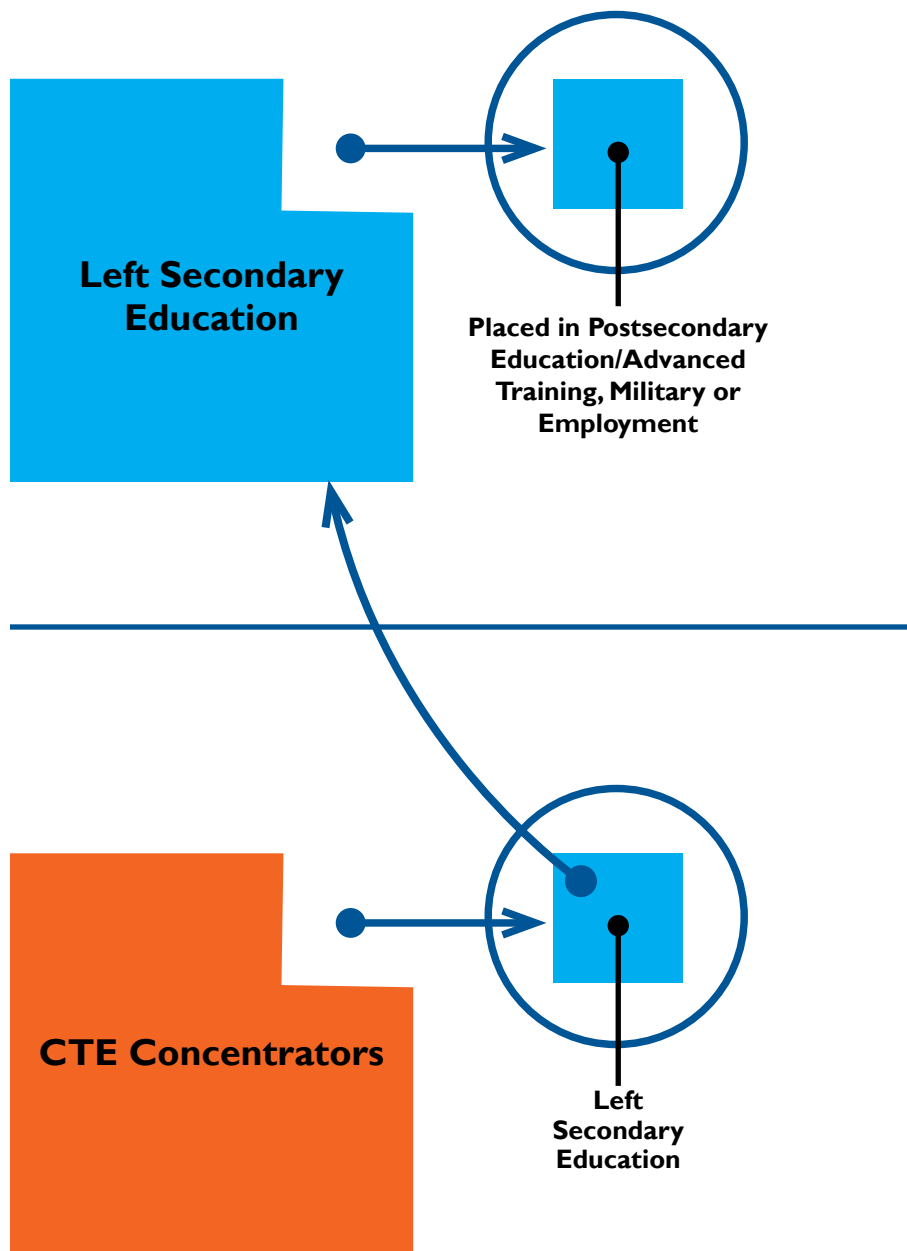 Left Secondary
Education
Placed in Postsecondary
Education/Advanced
Training, Military or
Employment
CTE Concentrators
Left
Secondary
Education